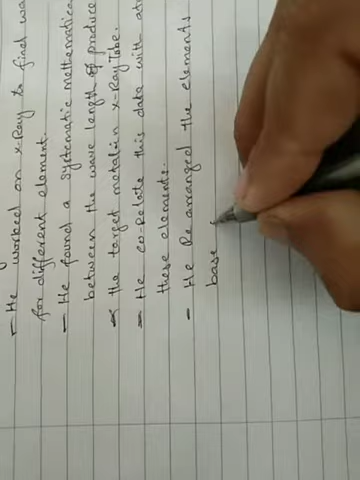 - He worked on x-Ray to find wa
for different element.
- He found a systematic mathematica
between the wave length of produce
the target metal in x-Ray Tube.
- He co-Relate this data with at
these elements.
- He Re arranged the elements
base